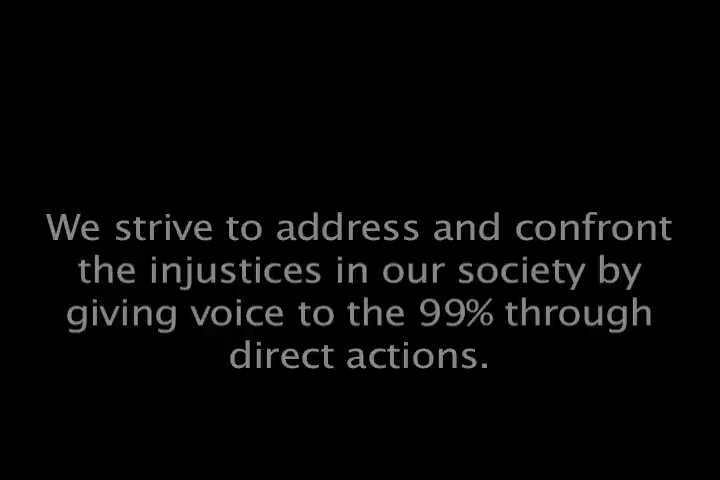 We strive to address and confront
the injustices in our society by
giving voice to the 99% through
direct actions.